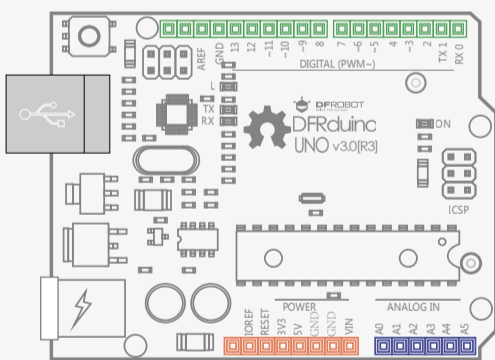 AREF
GND
13
12
~11
~10
~9
8
7
~6
~5
4
~3
2
TX 1
RX 0
DIGITAL (PWM~)
L
TX
RX
DFROBOT
DFRduinc
UNO v3.0[R3]
ON
ICSP
POWER
ANALOG IN
IOREF
RESET
3V3
5V
GND
GND
VIN
A0
A1
A2
A3
A4
A5